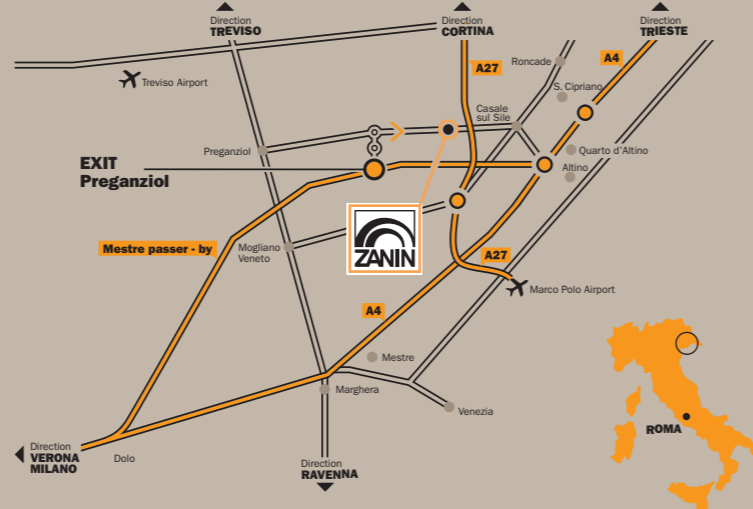 Direction
TREVISO
Direction
CORTINA
Direction
TRIESTE
A27
A4
Roncade
Treviso Airport
S. Cipriano
Casale
sul Sile
Preganziol
Quarto d'Altino
EXIT
Preganziol
Altino
Mestre passer - by
Mogliano
Veneto
ZANIN
A27
Marco Polo Airport
A4
Mestre
Marghera
Venezia
ROMA
Direction
VERONA
MILANO
Dolo
Direction
RAVENNA